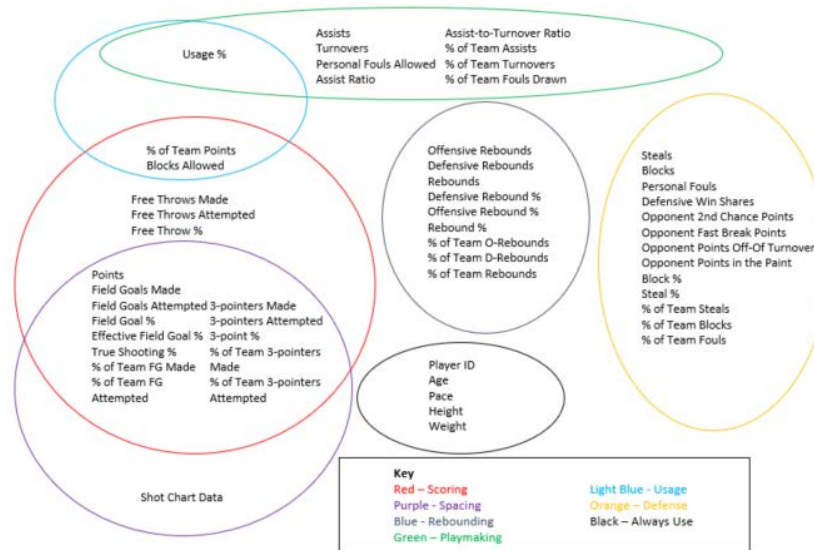 Usage %
Assists
Turnovers
Personal Fouls Allowed
Assist Ratio
Assist-to-Turnover Ratio
% of Team Assists
% of Team Turnovers
% of Team Fouls Drawn
% of Team Points
Blocks Allowed
Free Throws Made
Free Throws Attempted
Free Throw %
Points
Field Goals Made
Field Goals Attempted
Field Goal %
Effective Field Goal %
True Shooting %
% of Team FG Made
% of Team FG
Attempted
3-pointers Made
3-pointers Attempted
3-point %
% of Team 3-pointers
Made
% of Team 3-pointers
Attempted
Shot Chart Data
Offensive Rebounds
Defensive Rebounds
Rebounds
Defensive Rebound %
Offensive Rebound %
Rebound %
% of Team O-Rebounds
% of Team D-Rebounds
% of Team Rebounds
Player ID
Age
Pace
Height
Weight
Steals
Blocks
Personal Fouls
Defensive Win Shares
Opponent 2nd Chance Points
Opponent Fast Break Points
Opponent Points Off-Of Turnover
Opponent Points in the Paint
Block %
Steal %
% of Team Steals
% of Team Blocks
% of Team Fouls
Key
Red – Scoring
Purple - Spacing
Blue - Rebounding
Green – Playmaking
Light Blue - Usage
Orange – Defense
Black – Always Use